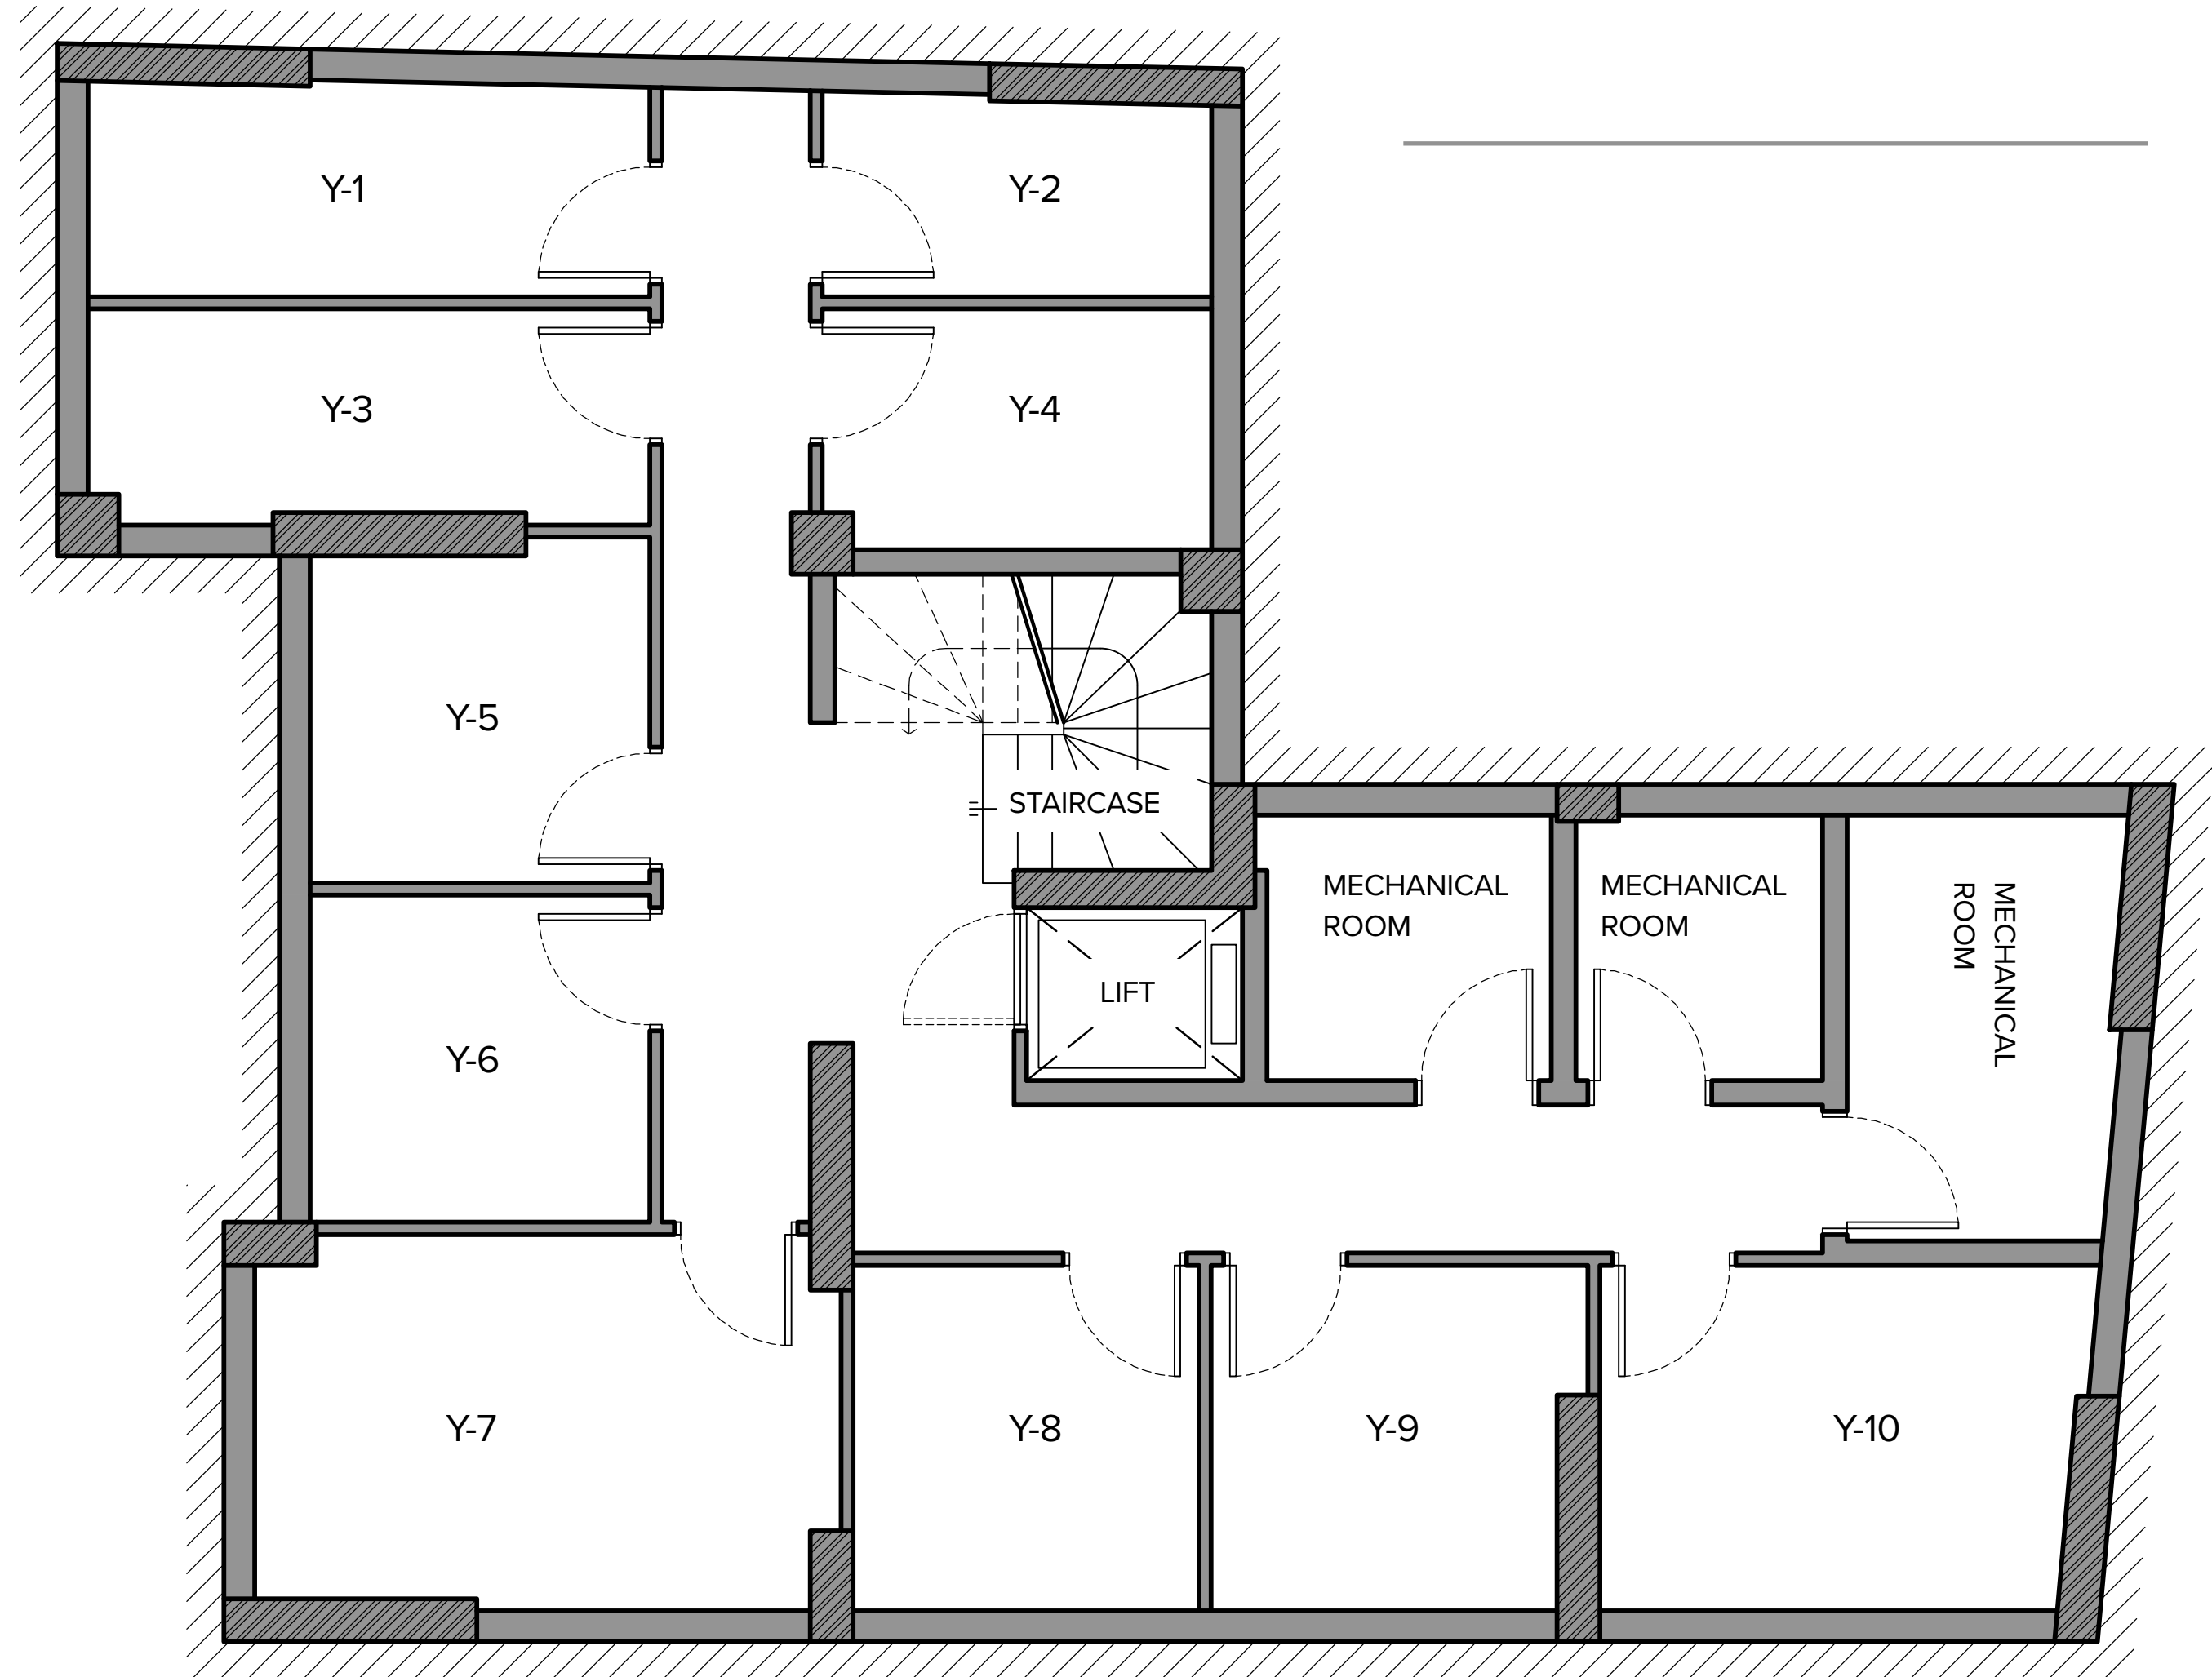 Y-1
Y-2
Y-3
Y-4
Y-5
STAIRCASE
MECHANICAL
ROOM
MECHANICAL
ROOM
MECHANICAL
ROOM
LIFT
Y-6
Y-7
Y-8
Y-9
Y-10